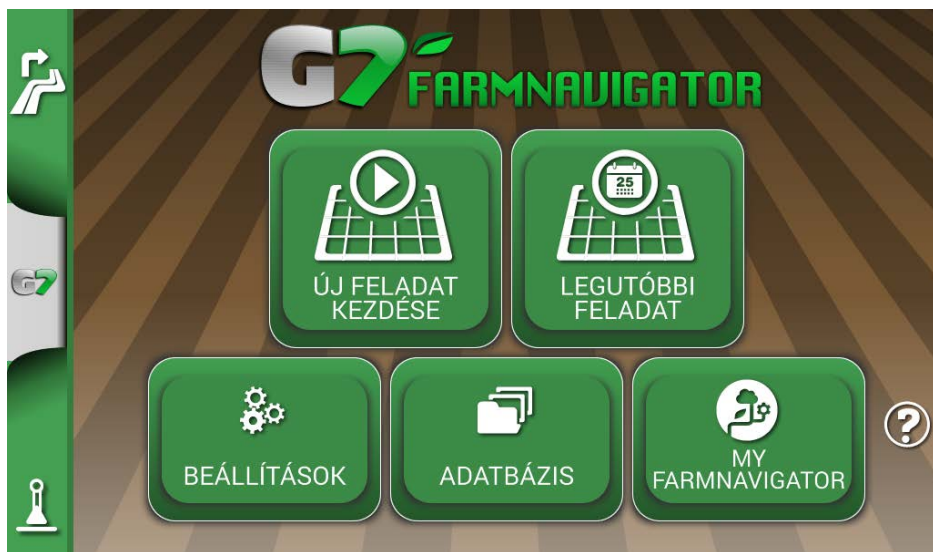 G7 FARMNAVIGATOR
25
ÚJ FELADAT
KEZDÉSE
LEGUTÓBBI
FELADAT
G7
BEÁLLÍTÁSOK
ADATBÁZIS
MY
FARMNAVIGATOR
?